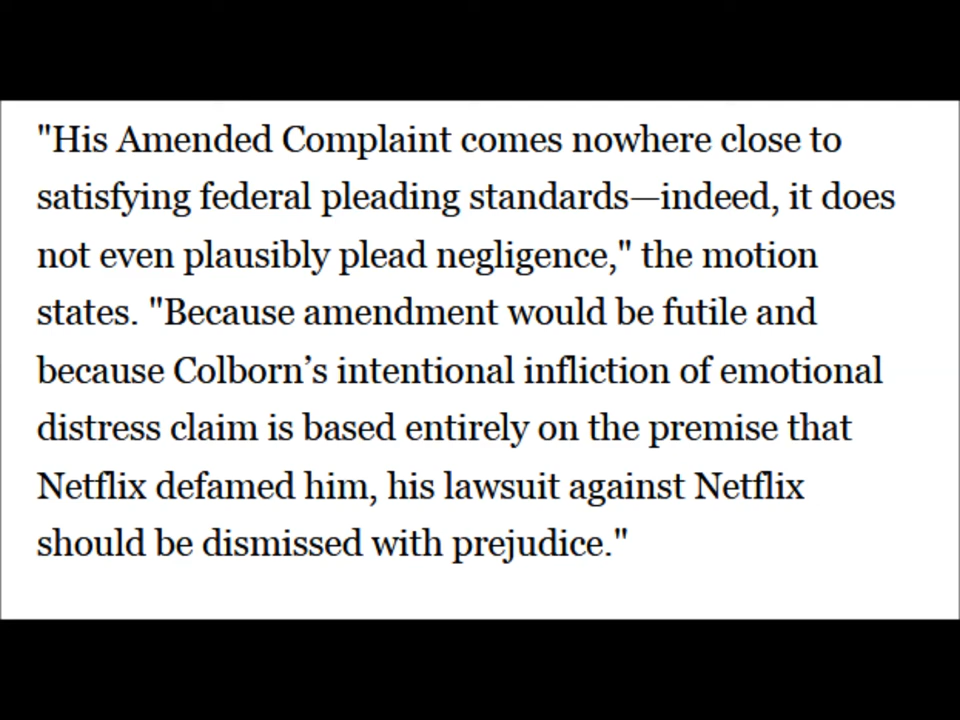 "His Amended Complaint comes nowhere close to
satisfying federal pleading standards—indeed, it does
not even plausibly plead negligence," the motion
states. "Because amendment would be futile and
because Colborn’s intentional infliction of emotional
distress claim is based entirely on the premise that
Netflix defamed him, his lawsuit against Netflix
should be dismissed with prejudice."